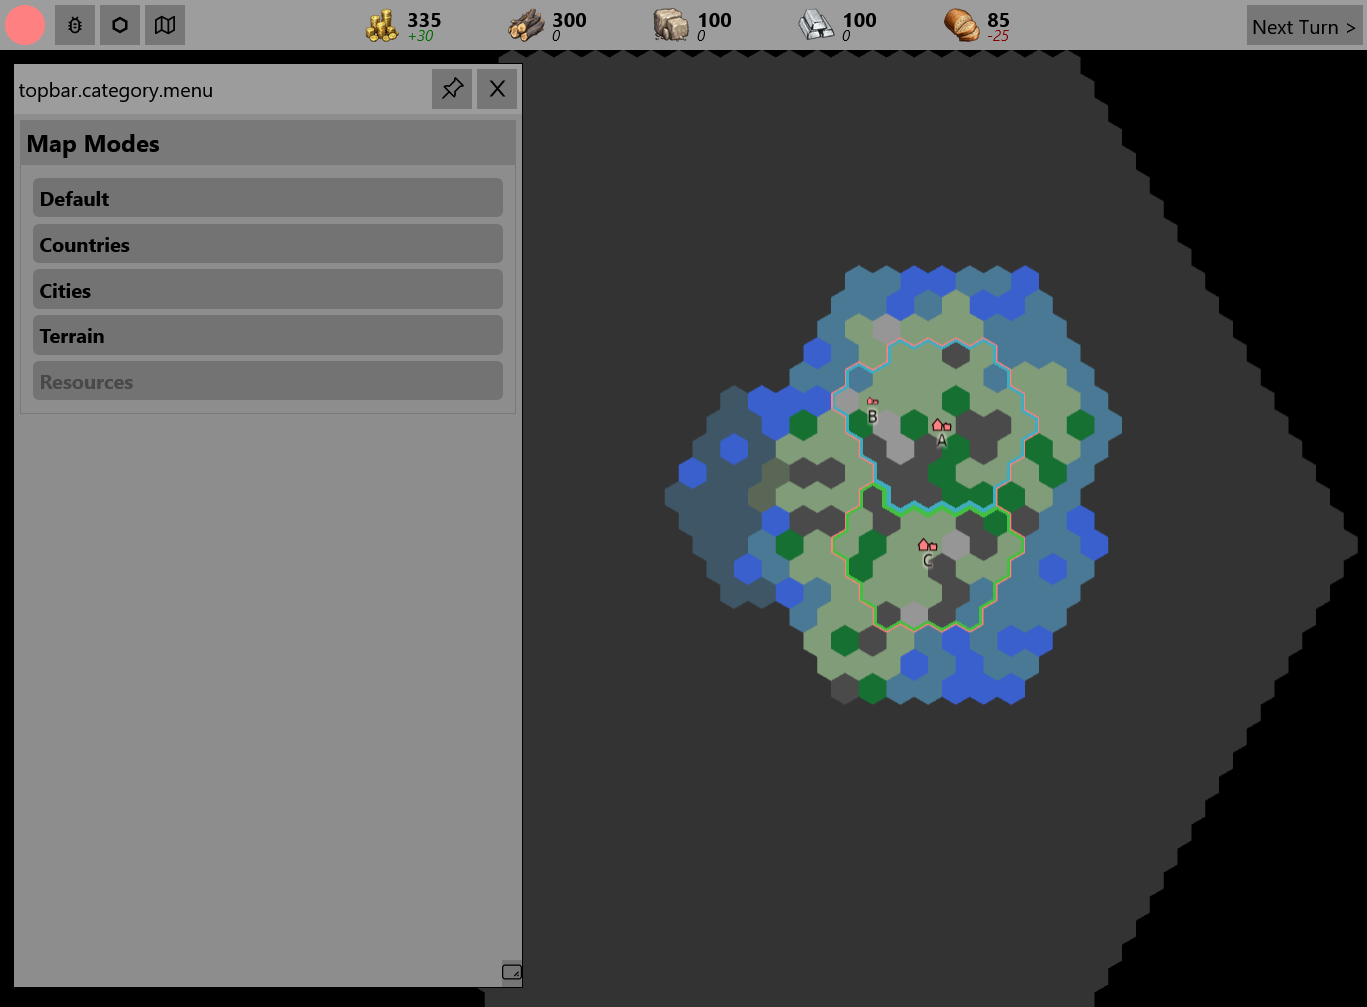 335
+30
300
0
100
0
100
0
85
-25
Next Turn >
topbar.category.menu
Map Modes
Default
Countries
Cities
Terrain
Resources
B
A
C